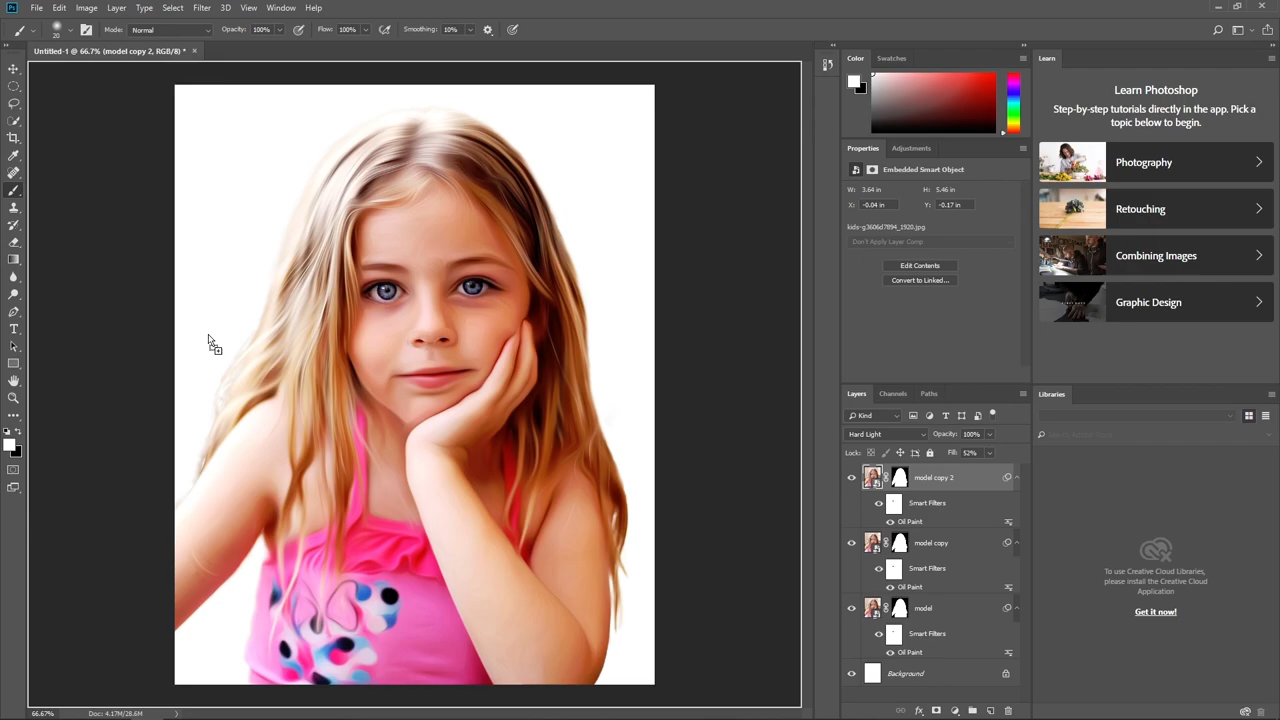 Ps File Edit Image Layer Type Select Filter 3D View Window Help
20 Mode: Normal Opacity: 100% Flow: 100% Smoothing: 10%
Untitled-1 @ 66.7% (model copy 2, RGB/8) * ×
Color Swatches
Learn
Learn Photoshop
Step-by-step tutorials directly in the app. Pick a
topic below to begin.
Photography
Retouching
Combining Images
Graphic Design
Properties Adjustments
Embedded Smart Object
W: 3.64 in H: 5.46 in
X: -0.04 in Y: -0.17 in
kids-g3606d7894_1920.jpg
Don't Apply Layer Comp
Edit Contents
Convert to Linked...
Layers Channels Paths
Kind
Hard Light Opacity: 100%
Lock: Fill: 52%
model copy 2
Smart Filters
Oil Paint
model copy
Smart Filters
Oil Paint
model
Smart Filters
Oil Paint
Background
Libraries
To use Creative Cloud Libraries,
please install the Creative Cloud
Application
Get it now!
66.67% Doc: 4.17M/28.6M